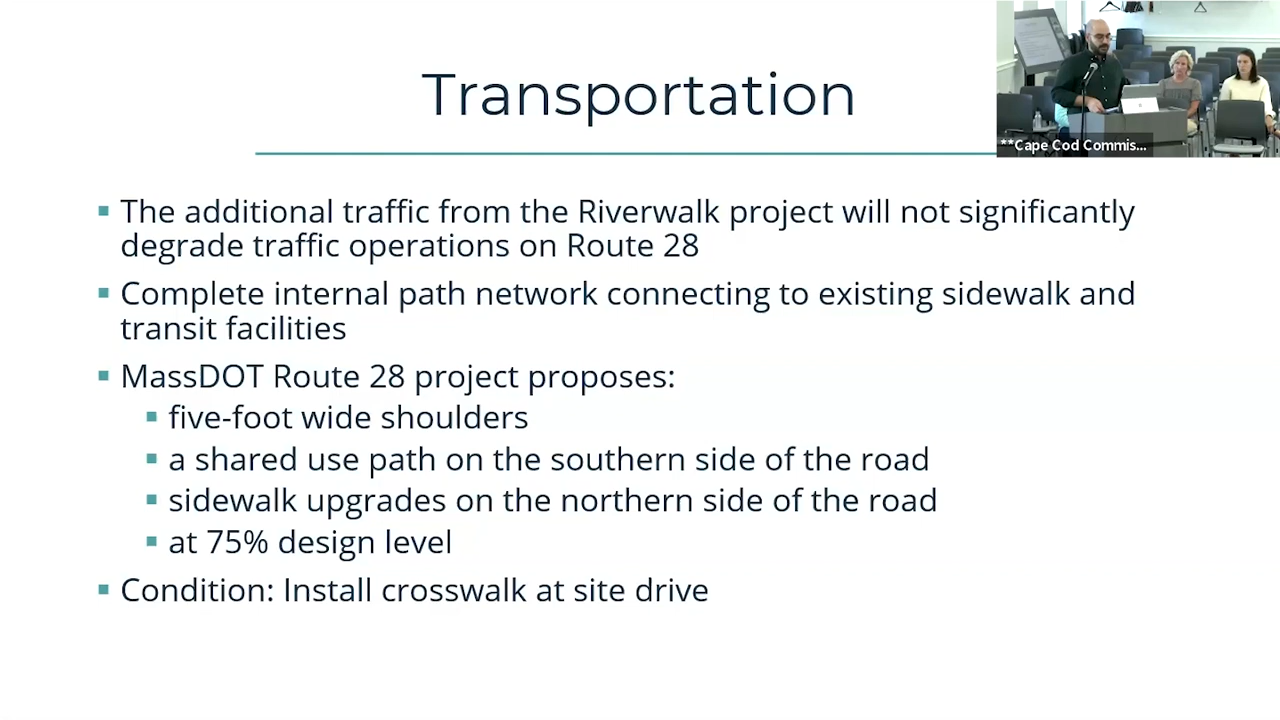 Transportation
**Cape Cod Commis...
▪ The additional traffic from the Riverwalk project will not significantly
degrade traffic operations on Route 28
▪ Complete internal path network connecting to existing sidewalk and
transit facilities
▪ MassDOT Route 28 project proposes:
▪ five-foot wide shoulders
▪ a shared use path on the southern side of the road
▪ sidewalk upgrades on the northern side of the road
▪ at 75% design level
▪ Condition: Install crosswalk at site drive